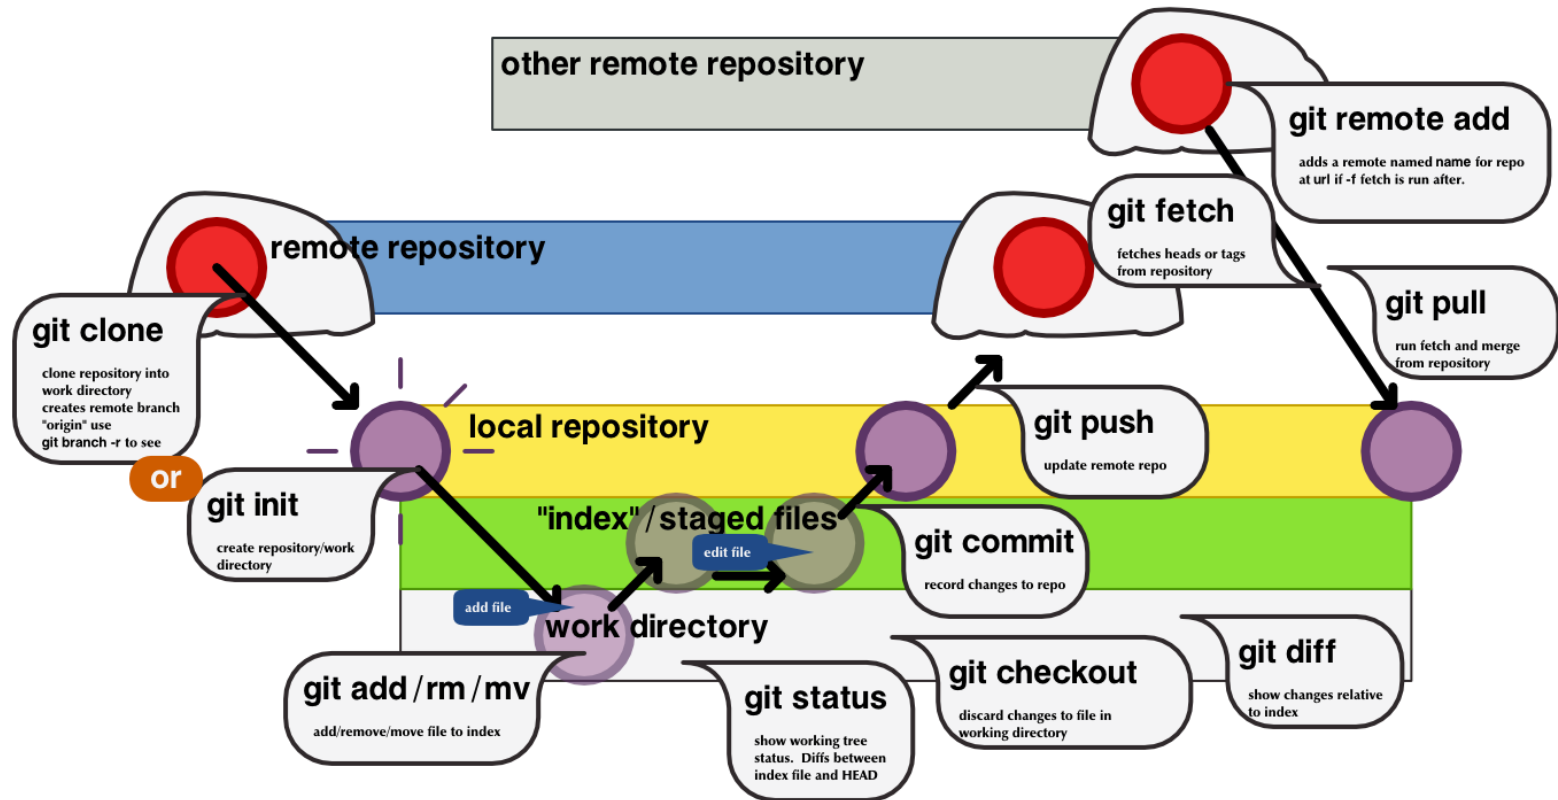 other remote repository
git remote add
adds a remote named name for repo
at url if -f fetch is run after.
git fetch
fetches heads or tags
from repository
remote repository
git pull
run fetch and merge
from repository
git clone
clone repository into
work directory
creates remote branch
"origin" use
git branch -r to see
or
git init
create repository/work
directory
local repository
git push
update remote repo
"index"/staged files
edit file
git commit
record changes to repo
add file
work directory
git add/rm/mv
add/remove/move file to index
git status
show working tree
status. Diffs between
index file and HEAD
git checkout
discard changes to file in
working directory
git diff
show changes relative
to index